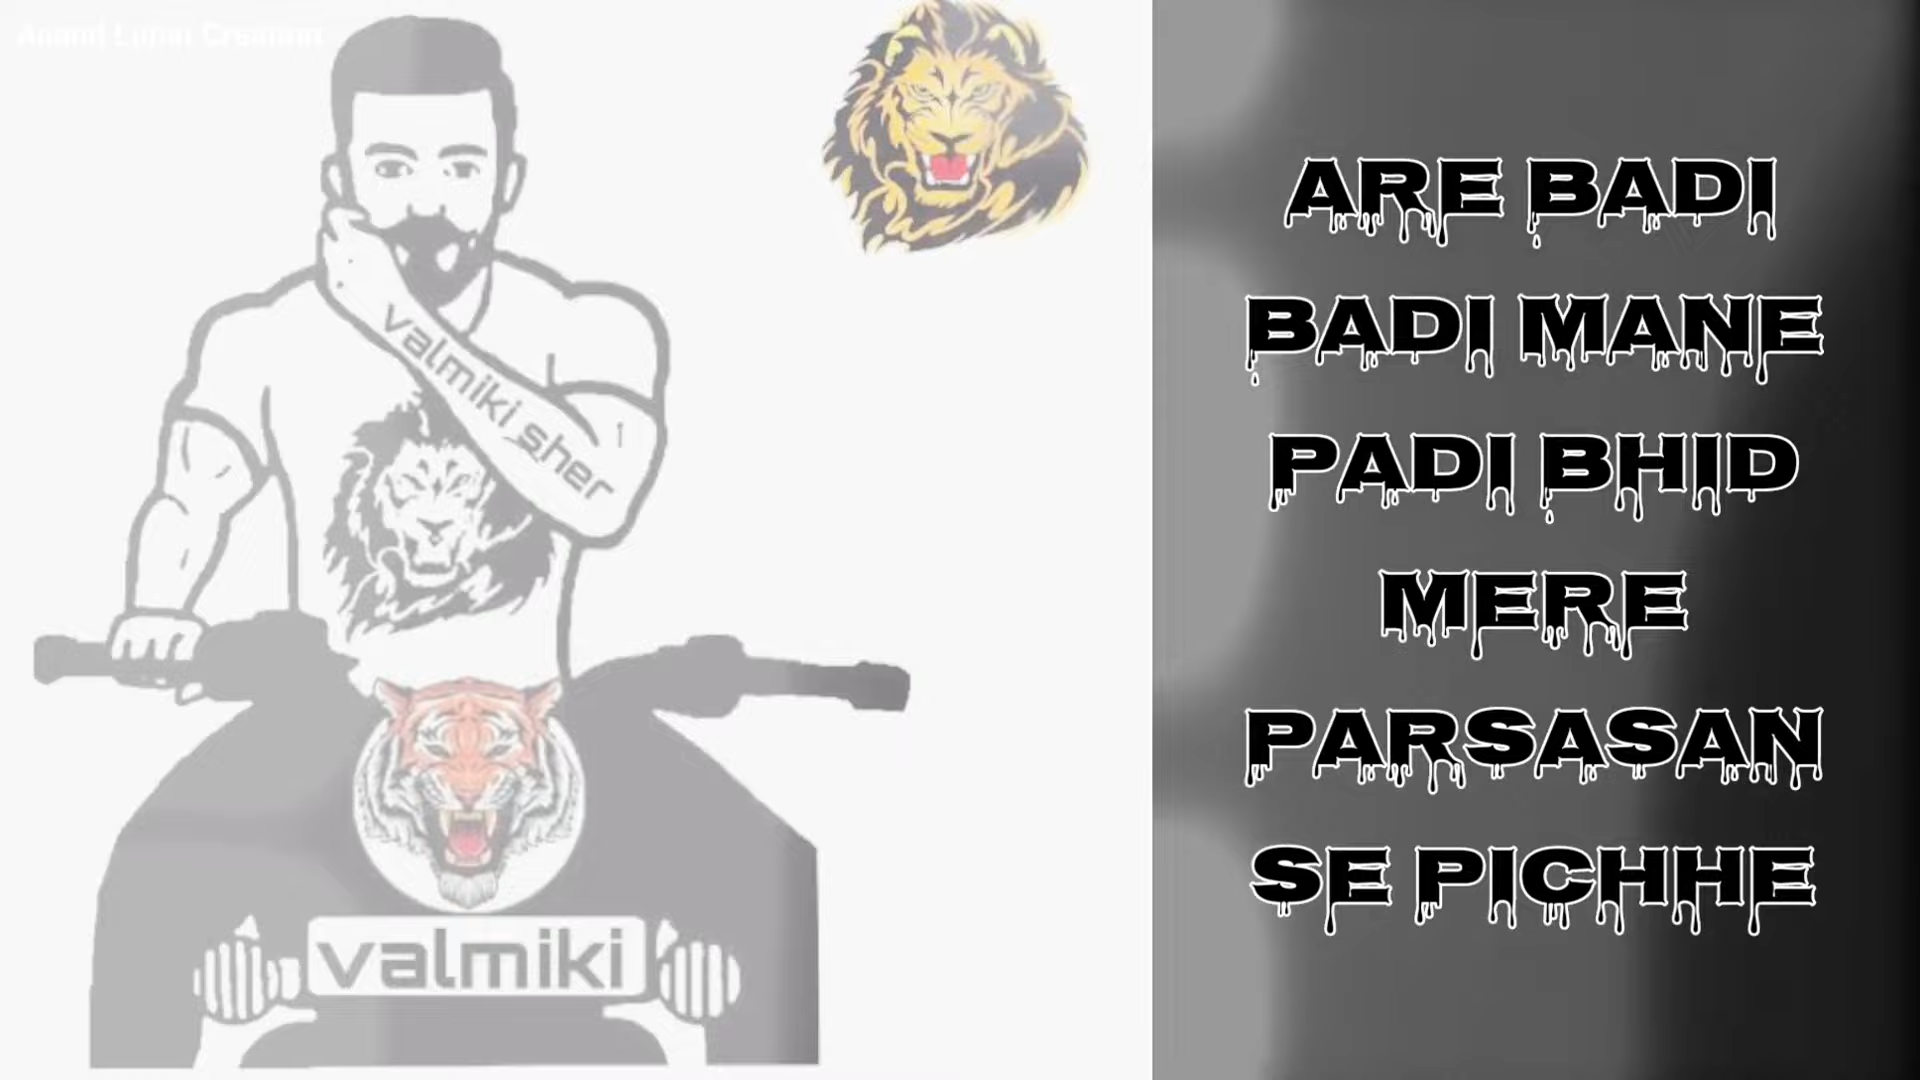 valmiki sher
valmiki
ARE BADI
BADI MANE
PADI BHID
MERE
PARSASAN
SE PICHHE